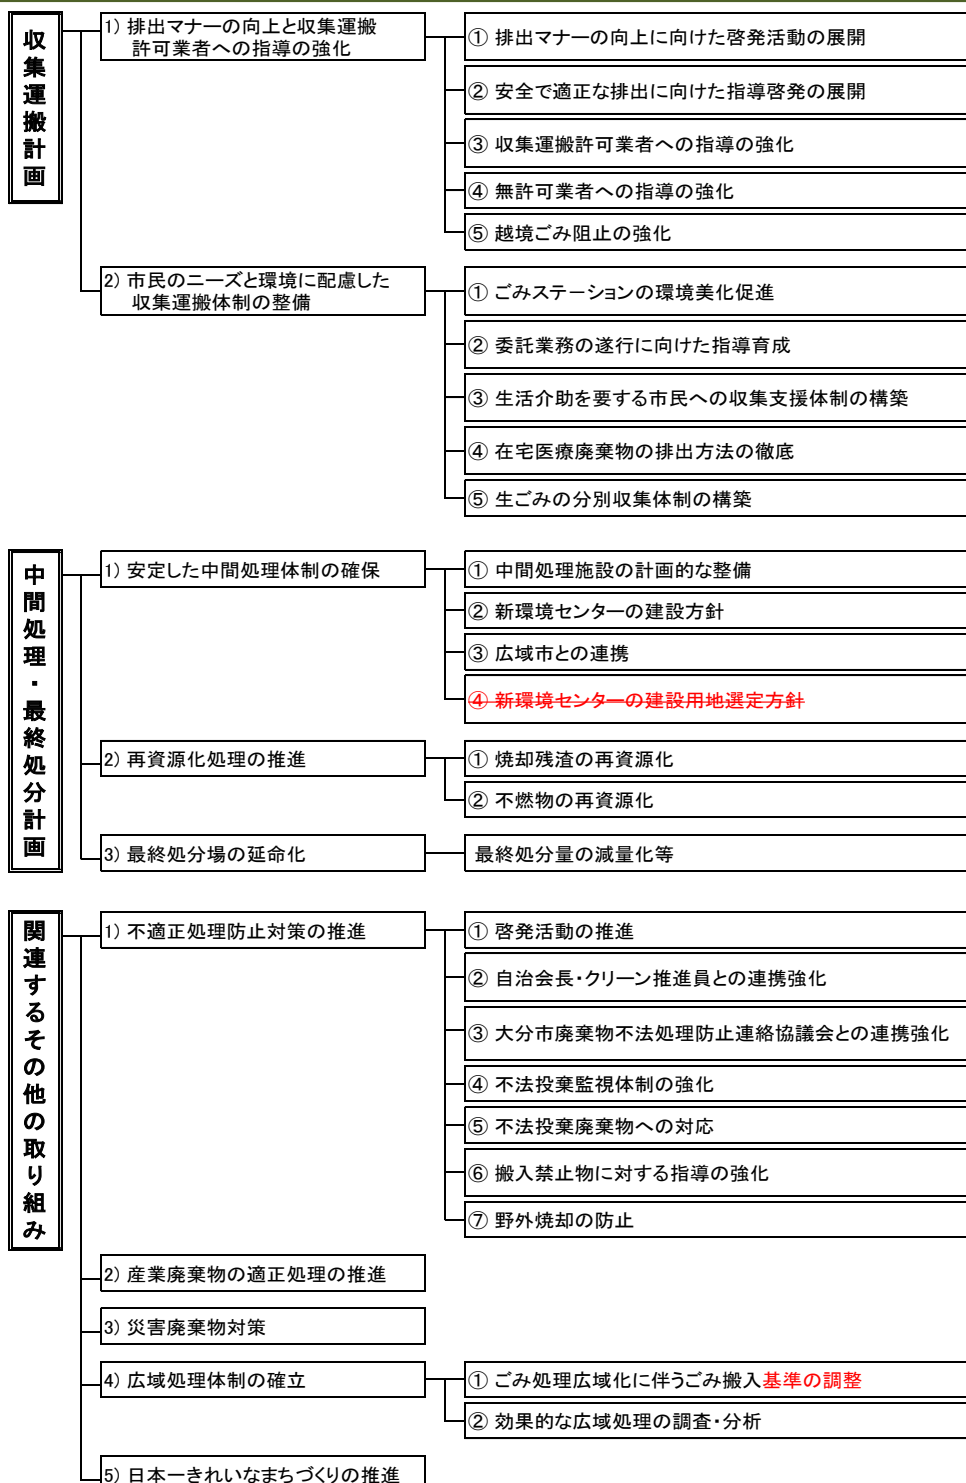 収集運搬計画
1) 排出マナーの向上と収集運搬
許可業者への指導の強化
① 排出マナーの向上に向けた啓発活動の展開
② 安全で適正な排出に向けた指導啓発の展開
③ 収集運搬許可業者への指導の強化
④ 無許可業者への指導の強化
⑤ 越境ごみ阻止の強化
2) 市民のニーズと環境に配慮した
収集運搬体制の整備
① ごみステーションの環境美化促進
② 委託業務の遂行に向けた指導育成
③ 生活介助を要する市民への収集支援体制の構築
④ 在宅医療廃棄物の排出方法の徹底
⑤ 生ごみの分別収集体制の構築
中間処理・最終処分計画
1) 安定した中間処理体制の確保
① 中間処理施設の計画的な整備
② 新環境センターの建設方針
③ 広域市との連携
④ 新環境センターの建設用地選定方針
2) 再資源化処理の推進
① 焼却残渣の再資源化
② 不燃物の再資源化
3) 最終処分場の延命化
最終処分量の減量化等
関連するその他の取り組み
1) 不適正処理防止対策の推進
① 啓発活動の推進
② 自治会長・クリーン推進員との連携強化
③ 大分市廃棄物不法処理防止連絡協議会との連携強化
④ 不法投棄監視体制の強化
⑤ 不法投棄廃棄物への対応
⑥ 搬入禁止物に対する指導の強化
⑦ 野外焼却の防止
2) 産業廃棄物の適正処理の推進
3) 災害廃棄物対策
4) 広域処理体制の確立
① ごみ処理広域化に伴うごみ搬入基準の調整
② 効果的な広域処理の調査・分析
5) 日本一きれいなまちづくりの推進